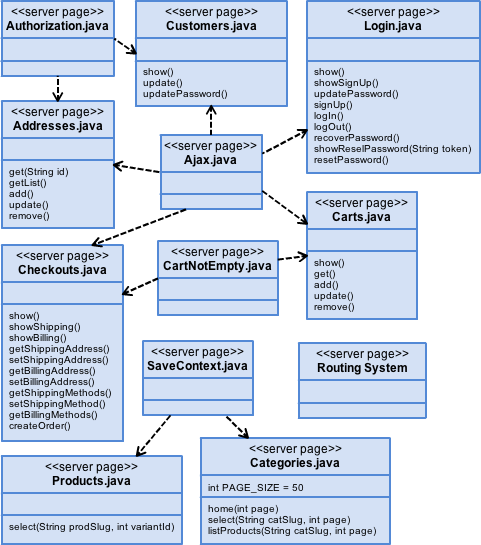 <<server page>>
Authorization.java
<<server page>>
Customers.java
show()
update()
updatePassword()
<<server page>>
Login.java
show()
showSignUp()
updatePassword()
signUp()
logIn()
logOut()
recoverPassword()
showReselPassword(String token)
resetPassword()
<<server page>>
Addresses.java
get(String id)
getList()
add()
update()
remove()
<<server page>>
Ajax.java
<<server page>>
Carts.java
show()
get()
add()
update()
remove()
<<server page>>
Checkouts.java
show()
showShipping()
showBilling()
getShippingAddress()
setShippingAddress()
getBillingAddress()
setBillingAddress()
getShippingMethods()
setShippingMethod()
getBillingMethods()
createOrder()
<<server page>>
CartNotEmpty.java
<<server page>>
SaveContext.java
<<server page>>
Routing System
<<server page>>
Products.java
select(String prodSlug, int variantId)
<<server page>>
Categories.java
int PAGE_SIZE = 50
home(int page)
select(String catSlug, int page)
listProducts(String catSlug, int page)